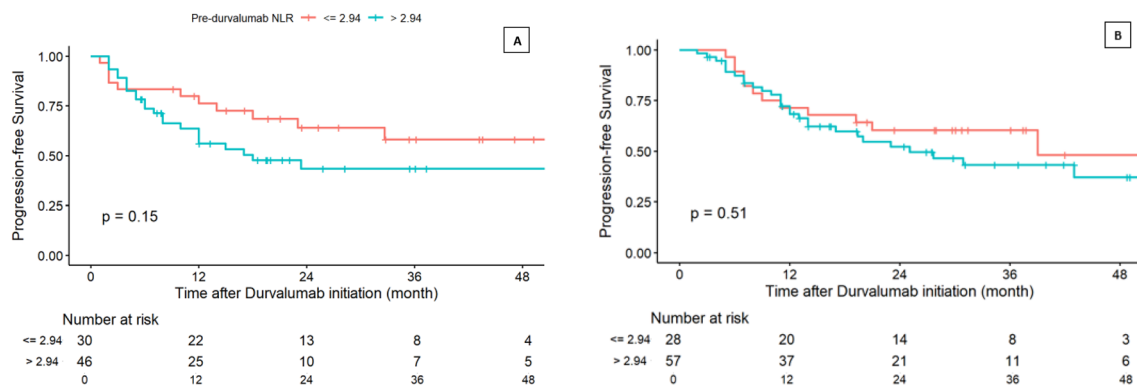 Pre-durvalumab NLR <= 2.94 > 2.94
A
Progression-free Survival
1.00
0.75
0.50
0.25
0.00
p = 0.15
0 12 24 36 48
Time after Durvalumab initiation (month)
Number at risk
<= 2.94 30 22 13 8 4
> 2.94 46 25 10 7 5
0 12 24 36 48
B
Progression-free Survival
1.00
0.75
0.50
0.25
0.00
p = 0.51
0 12 24 36 48
Time after Durvalumab initiation (month)
Number at risk
<= 2.94 28 20 14 8 3
> 2.94 57 37 21 11 6
0 12 24 36 48